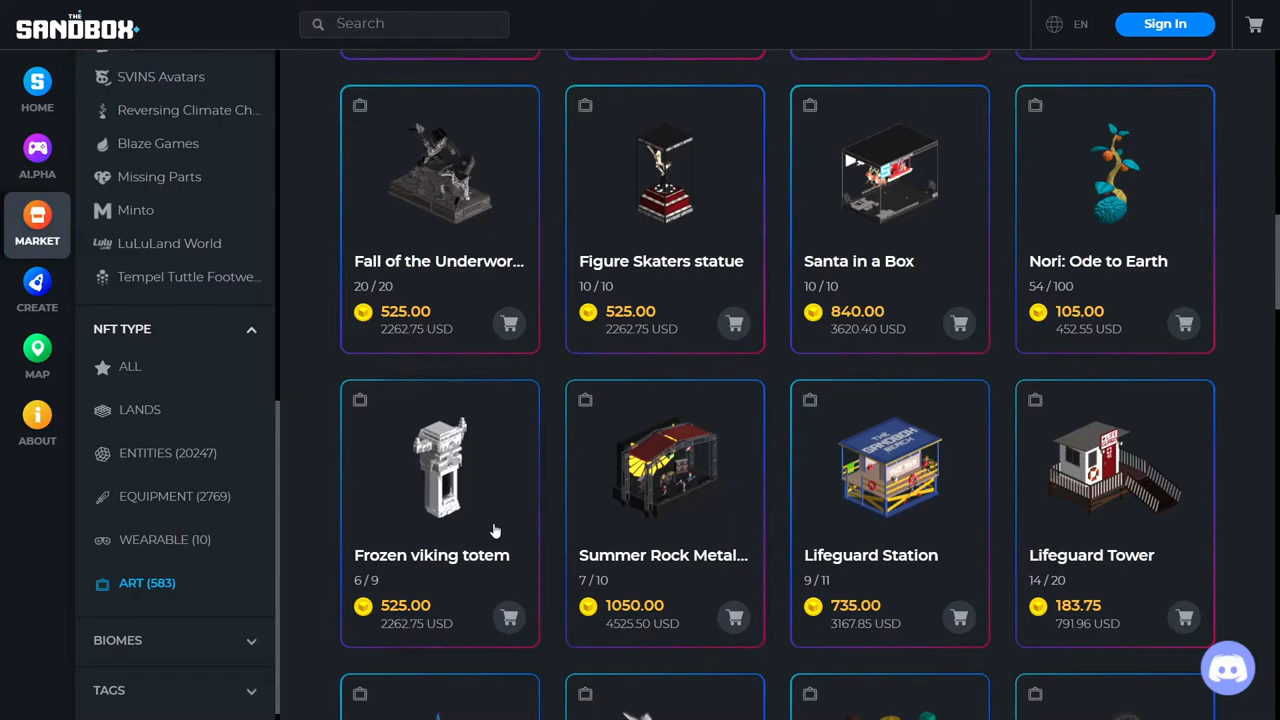 THE
SANDBOX
Search
EN
Sign In
HOME
ALPHA
MARKET
CREATE
MAP
ABOUT
SVINS Avatars
Reversing Climate Ch...
Blaze Games
Missing Parts
Minto
LuLuLand World
Tempel Tuttle Footwe...
NFT TYPE
ALL
LANDS
ENTITIES (20247)
EQUIPMENT (2769)
WEARABLE (10)
ART (583)
BIOMES
TAGS
Fall of the Underwor...
20 / 20
525.00
2262.75 USD
Figure Skaters statue
10 / 10
525.00
2262.75 USD
Santa in a Box
10 / 10
840.00
3620.40 USD
Nori: Ode to Earth
54 / 100
105.00
452.55 USD
Frozen viking totem
6 / 9
525.00
2262.75 USD
Summer Rock Metal...
7 / 10
1050.00
4525.50 USD
THE SANDBOX
BEACH
Lifeguard Station
9 / 11
735.00
3167.85 USD
Lifeguard Tower
14 / 20
183.75
791.96 USD